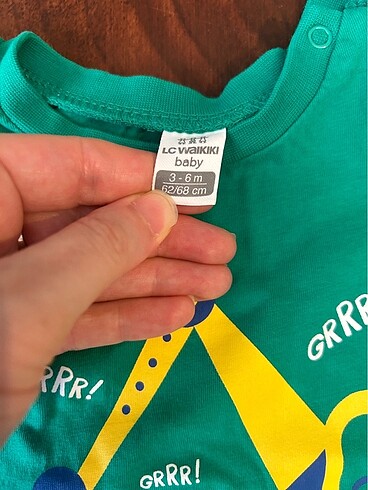 LC WAIKIKI
baby
3 - 6 m
62/68 cm
GRRR
RRR!
GRRR!